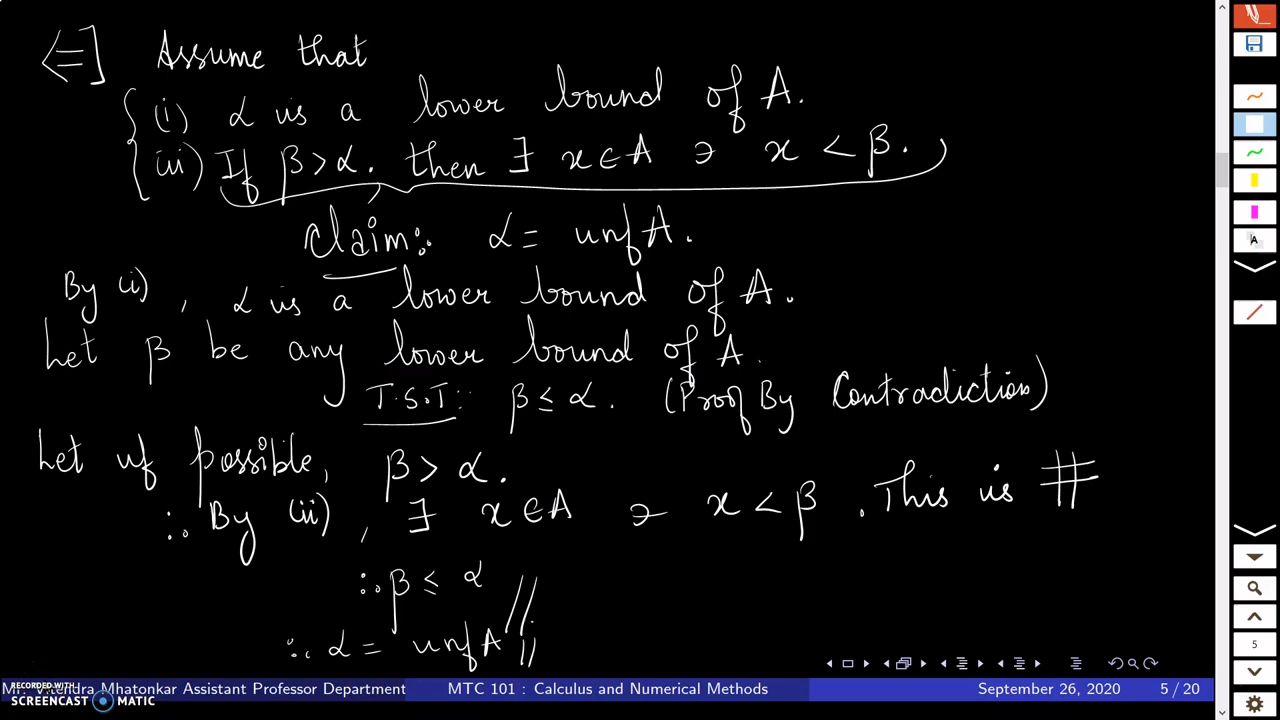 ⇐] Assume that
(i) α is a lower bound of A.
(ii) If β > α. then ∃ x ∈ A ∋ x < β.
Claim:. α = inf A.
By (i), α is a lower bound of A.
Let β be any lower bound of A.
T.S.T:: β ≤ α. (Proof By Contradiction)
Let if possible, β > α.
∴ By (ii), ∃ x ∈ A ∋ x < β. This is #
∴ β ≤ α //
∴ α = inf A //
A
5
RECORDED WITH
SCREENCAST MATIC
Mhatonkar Assistant Professor Department MTC 101 : Calculus and Numerical Methods September 26, 2020 5 / 20